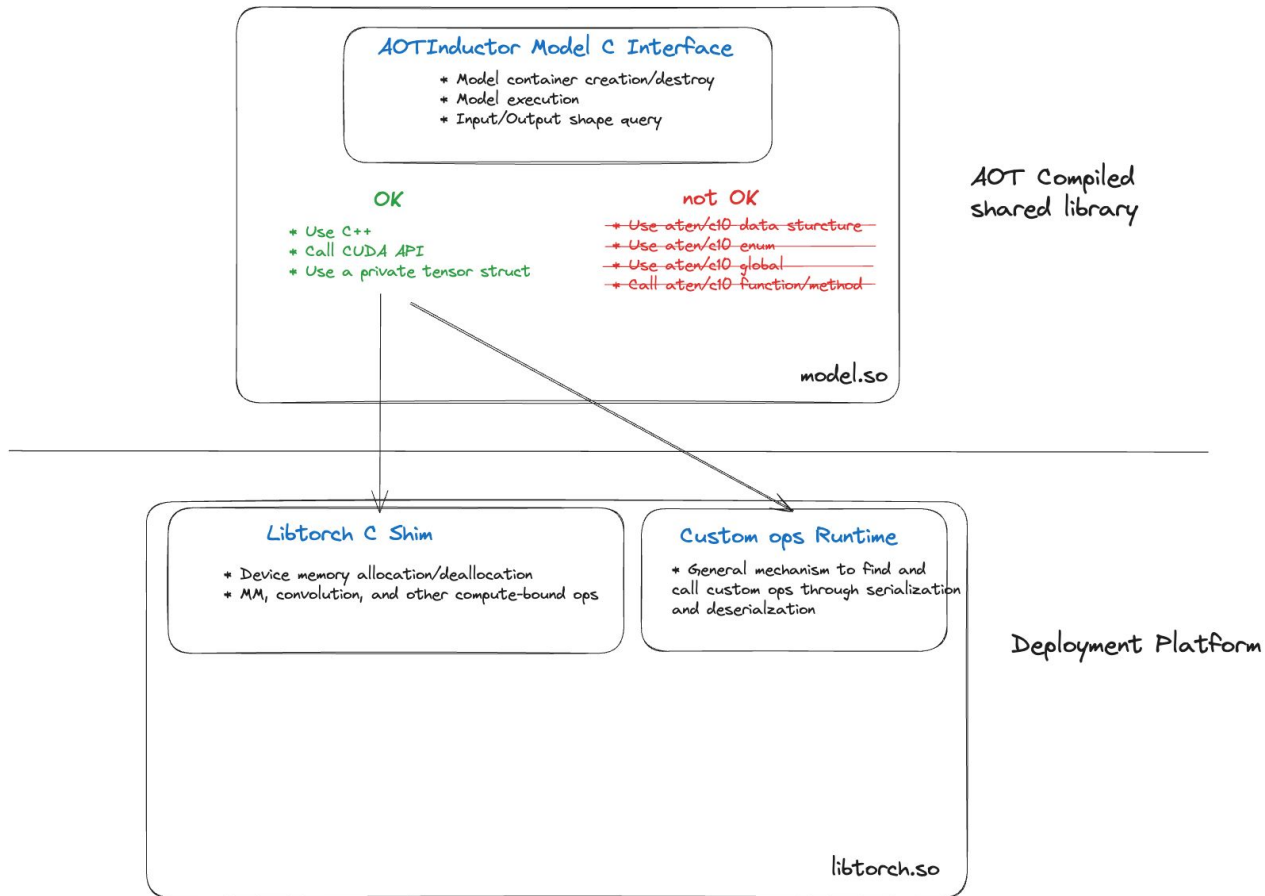 AOTInductor Model C Interface
* Model container creation/destroy
* Model execution
* Input/Output shape query
OK
* Use C++
* Call CUDA API
* Use a private tensor struct
not OK
* Use aten/c10 data sturcture
* Use aten/c10 enum
* Use aten/c10 global
* Call aten/c10 function/method
model.so
AOT Compiled
shared library
Libtorch C Shim
* Device memory allocation/deallocation
* MM, convolution, and other compute-bound ops
Custom ops Runtime
* General mechanism to find and
call custom ops through serialization
and deserialzation
Deployment Platform
libtorch.so